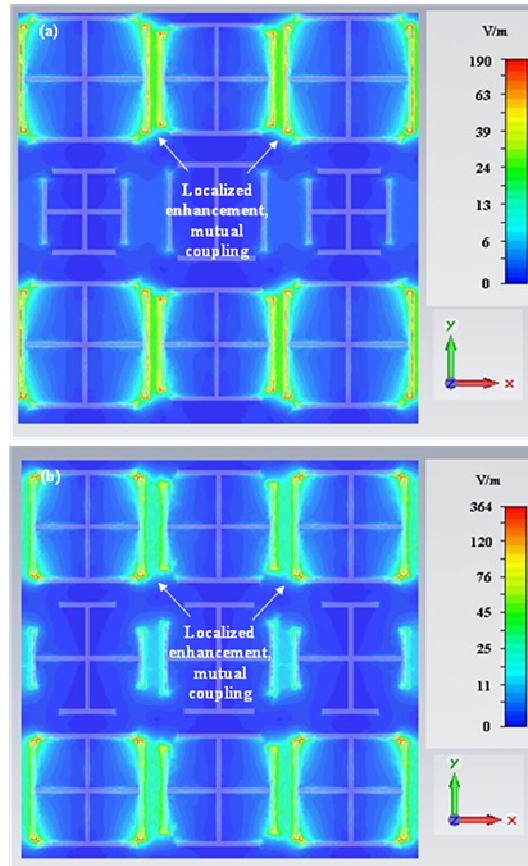 (a)
V/m
190
63
39
24
13
6
0
Localized
enhancement,
mutual
coupling
y
z
x
(b)
V/m
364
120
76
45
25
11
0
Localized
enhancement,
mutual
coupling
y
z
x